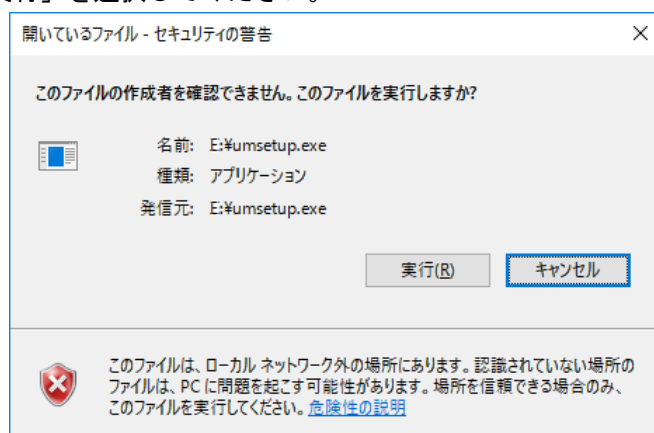 開いているファイル - セキュリティの警告
このファイルの作成者を確認できません。このファイルを実行しますか?
名前: E:¥umsetup.exe
種類: アプリケーション
発信元: E:¥umsetup.exe
実行(R) キャンセル
このファイルは、ローカル ネットワーク外の場所にあります。認識されていない場所の
ファイルは、PC に問題を起こす可能性があります。場所を信頼できる場合のみ、
このファイルを実行してください。危険性の説明